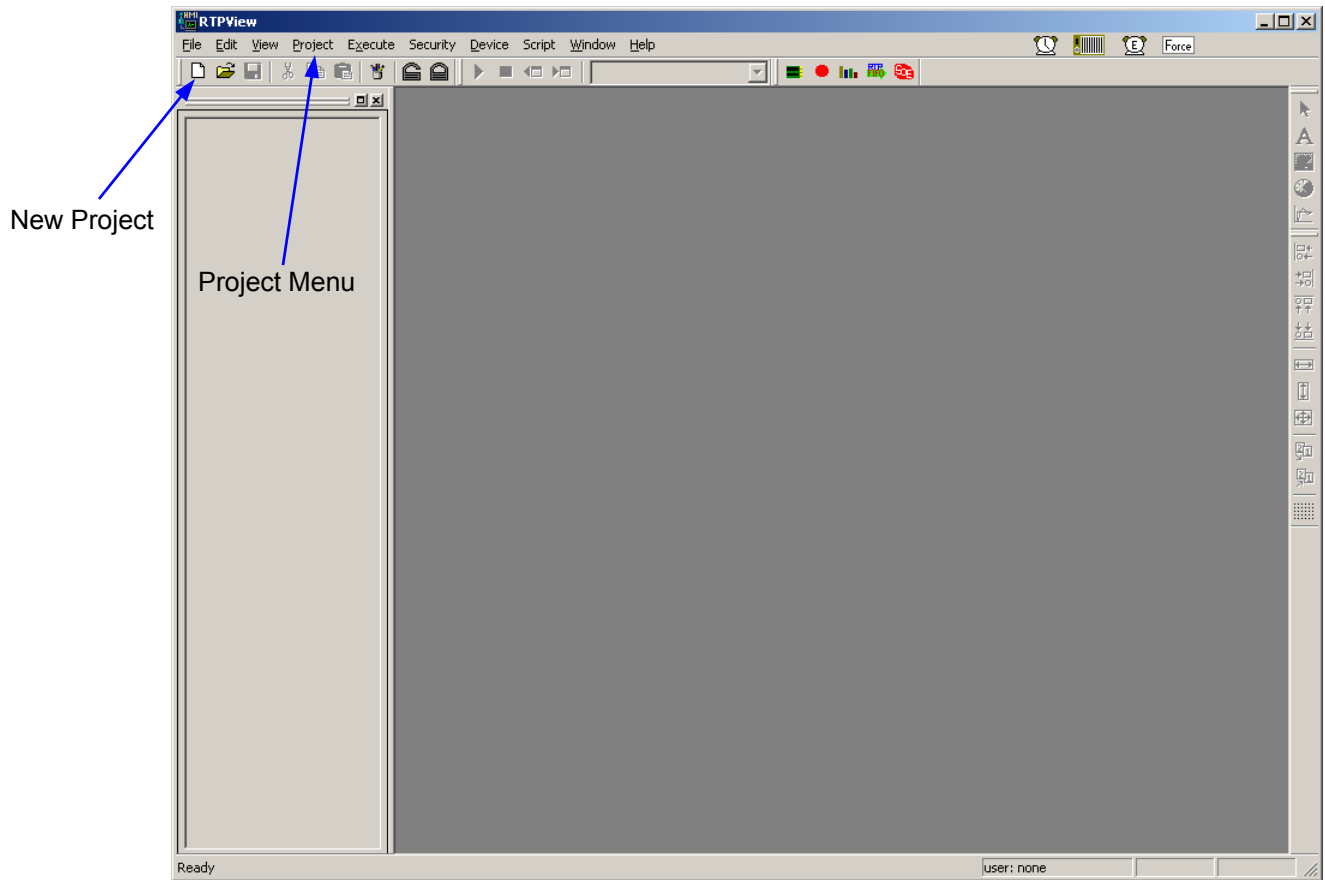 RTPView
File Edit View Project Execute Security Device Script Window Help
E Force
New Project
Project Menu
Ready
user: none